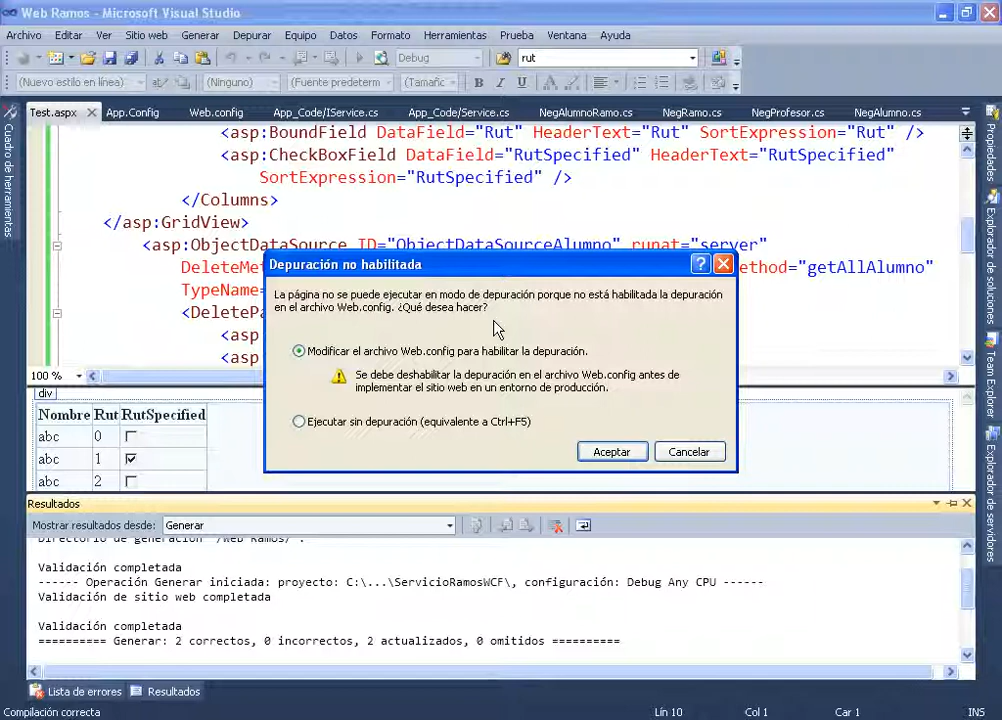 Web Ramos - Microsoft Visual Studio
Archivo Editar Ver Sitio web Generar Depurar Equipo Datos Formato Herramientas Prueba Ventana Ayuda
Debug rut
(Nuevo estilo en línea) (Ninguno) (Fuente predeterm (Tamañc B I U A
Test.aspx App.Config Web.config App_Code/IService.cs App_Code/Service.cs NegAlumnoRamo.cs NegRamo.cs NegProfesor.cs NegAlumno.cs
Cuadro de herramientas
<asp:BoundField DataField="Rut" HeaderText="Rut" SortExpression="Rut" />
<asp:CheckBoxField DataField="RutSpecified" HeaderText="RutSpecified"
SortExpression="RutSpecified" />
</Columns>
</asp:GridView>
<asp:ObjectDataSource ID="ObjectDataSourceAlumno" runat="server"
DeleteMe ethod="getAllAlumno"
TypeName=
<DeletePa
<asp
<asp
Depuración no habilitada
La página no se puede ejecutar en modo de depuración porque no está habilitada la depuración
en el archivo Web.config. ¿Qué desea hacer?
Modificar el archivo Web.config para habilitar la depuración.
Se debe deshabilitar la depuración en el archivo Web.config antes de
implementar el sitio web en un entorno de producción.
Ejecutar sin depuración (equivalente a Ctrl+F5)
Aceptar Cancelar
100 %
div
Nombre Rut RutSpecified
abc 0
abc 1
abc 2
Resultados
Mostrar resultados desde: Generar
Validación completada
------ Operación Generar iniciada: proyecto: C:\...\ServicioRamosWCF\, configuración: Debug Any CPU ------
Validación de sitio web completada
Validación completada
========== Generar: 2 correctos, 0 incorrectos, 2 actualizados, 0 omitidos ==========
Lista de errores Resultados
Compilación correcta Lín 10 Col 1 Car 1 INS
Propiedades
Explorador de soluciones
Team Explorer
Explorador de servidores